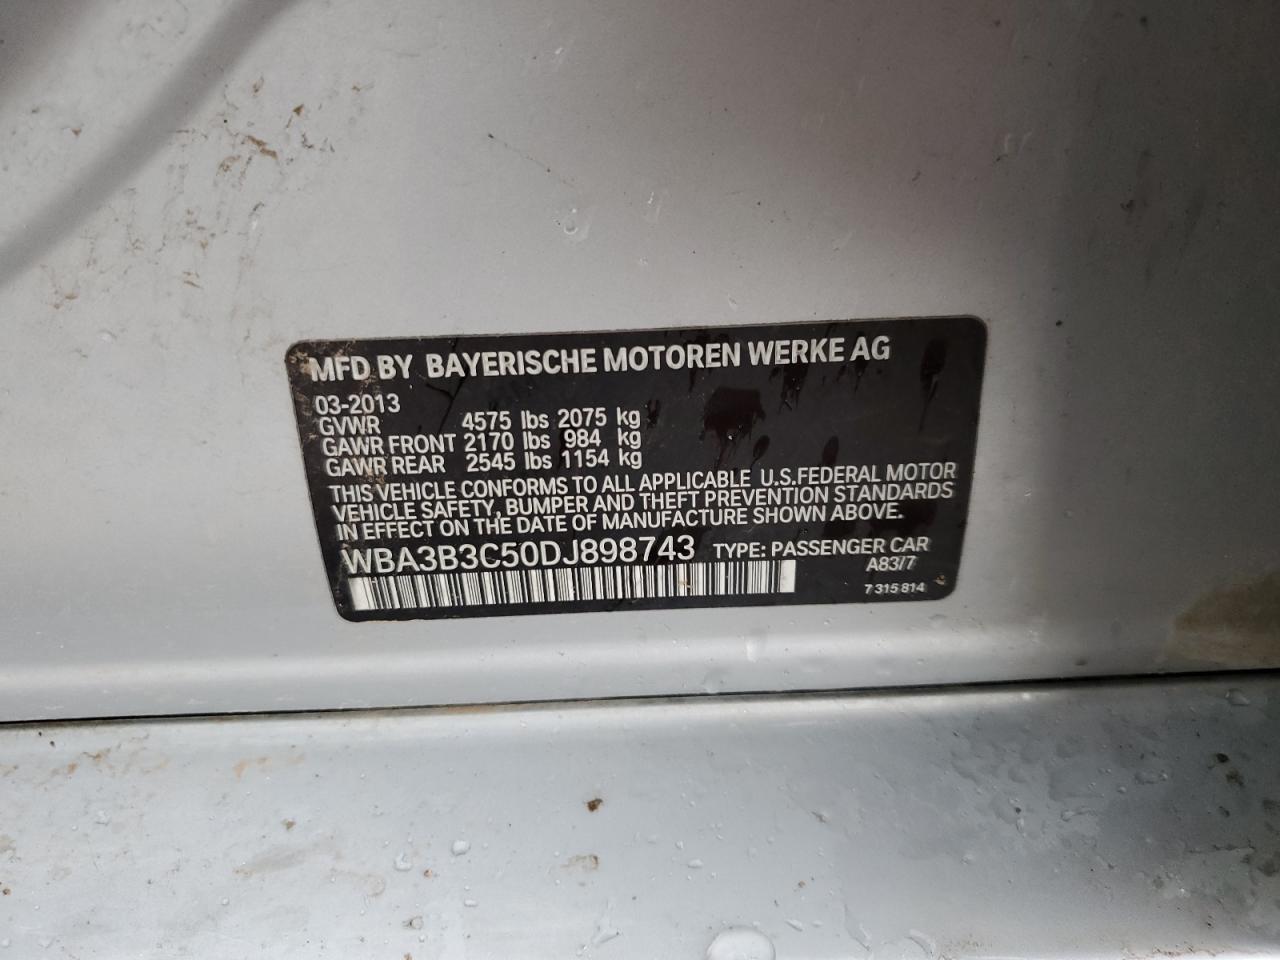 MFD BY BAYERISCHE MOTOREN WERKE AG
03-2013
GVWR 4575 lbs 2075 kg
GAWR FRONT 2170 lbs 984 kg
GAWR REAR 2545 lbs 1154 kg
THIS VEHICLE CONFORMS TO ALL APPLICABLE U.S.FEDERAL MOTOR
VEHICLE SAFETY, BUMPER AND THEFT PREVENTION STANDARDS
IN EFFECT ON THE DATE OF MANUFACTURE SHOWN ABOVE.
WBA3B3C50DJ898743 TYPE: PASSENGER CAR
A83/7
7 315 814